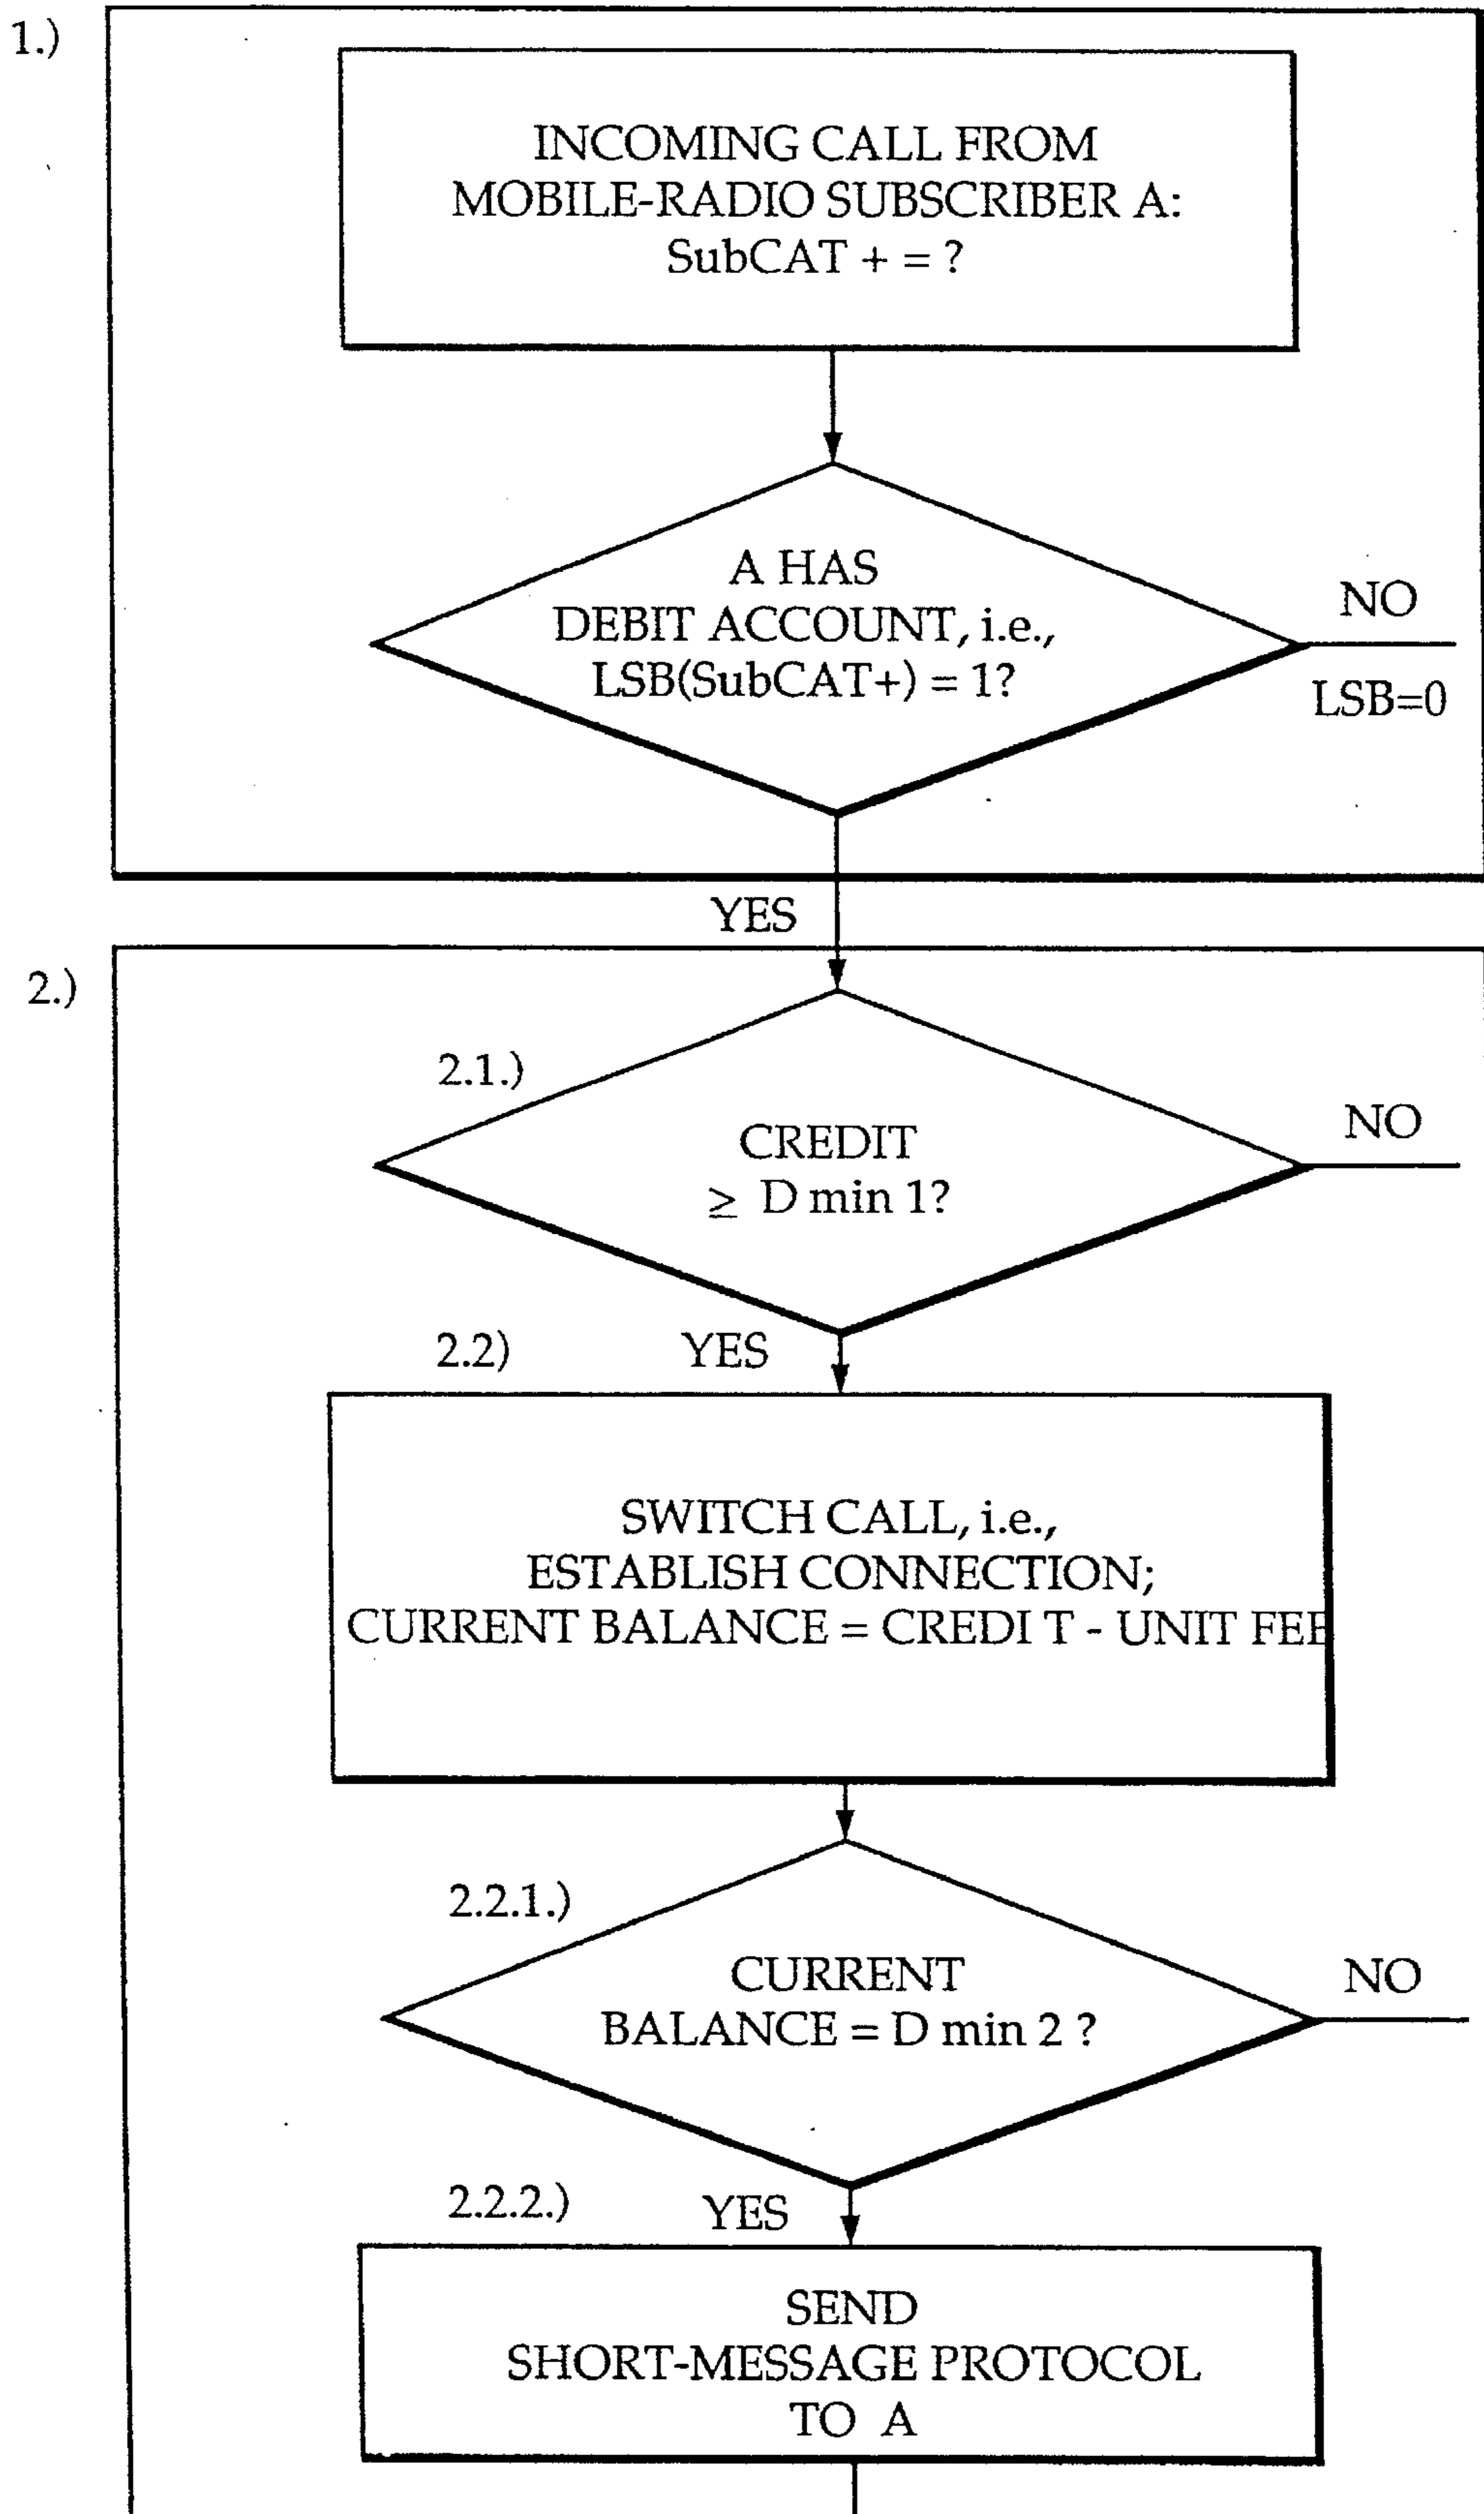 1.)
INCOMING CALL FROM
MOBILE-RADIO SUBSCRIBER A:
SubCAT + = ?
A HAS
DEBIT ACCOUNT, i.e.,
LSB(SubCAT+) = 1?
NO
LSB=0
YES
2.)
2.1.)
CREDIT
≥ D min 1?
NO
2.2)
YES
SWITCH CALL, i.e.,
ESTABLISH CONNECTION;
CURRENT BALANCE = CREDI T - UNIT FEE
2.2.1.)
CURRENT
BALANCE = D min 2 ?
NO
2.2.2.)
YES
SEND
SHORT-MESSAGE PROTOCOL
TO A